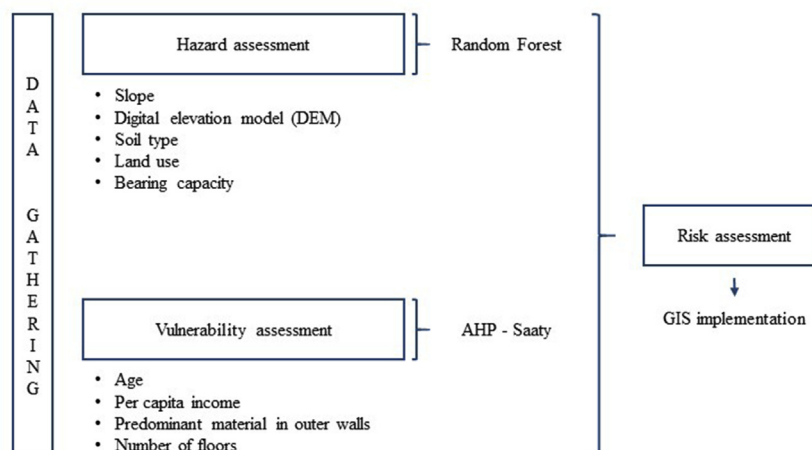 DATA GATHERING
Hazard assessment
Random Forest
• Slope
• Digital elevation model (DEM)
• Soil type
• Land use
• Bearing capacity
Risk assessment
GIS implementation
Vulnerability assessment
AHP - Saaty
• Age
• Per capita income
• Predominant material in outer walls
• Number of floors